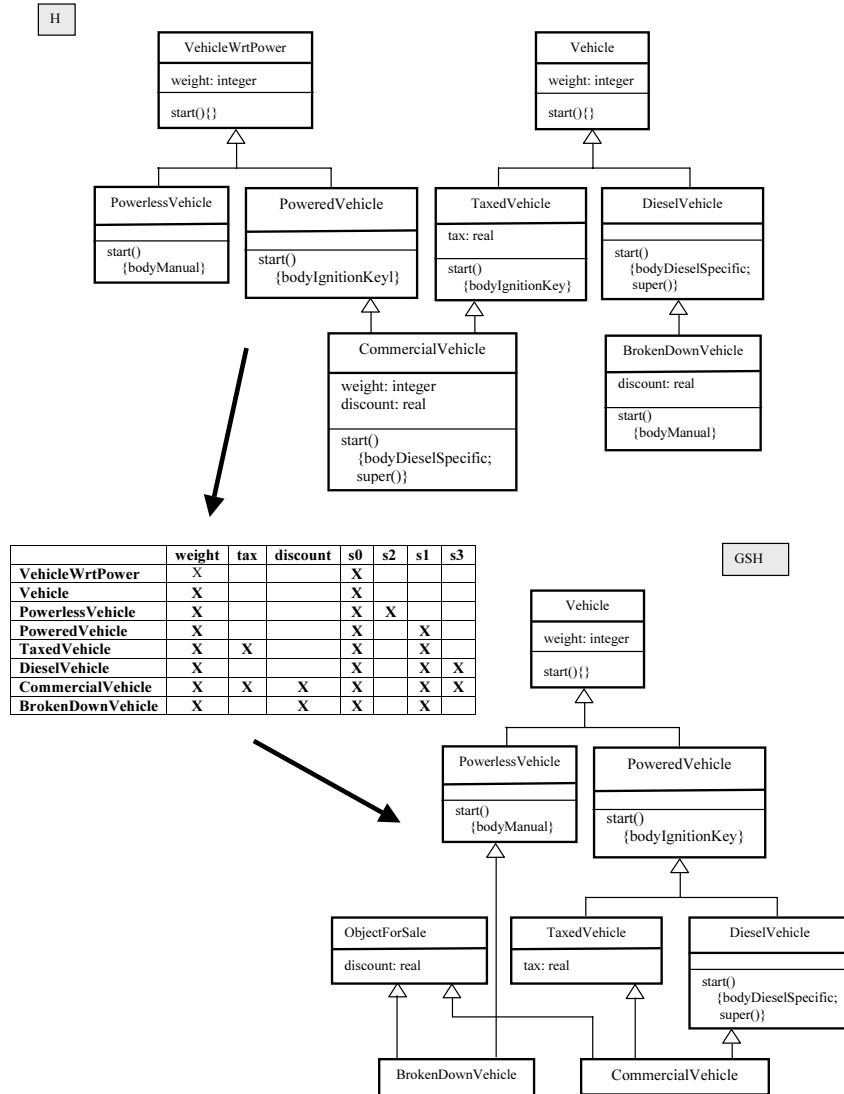 H
VehicleWrtPower
weight: integer
start(){}
Vehicle
weight: integer
start(){}
PowerlessVehicle
start()
{bodyManual}
PoweredVehicle
start()
{bodyIgnitionKeyl}
TaxedVehicle
tax: real
start()
{bodyIgnitionKey}
DieselVehicle
start()
{bodyDieselSpecific;
super()}
CommercialVehicle
weight: integer
discount: real
start()
{bodyDieselSpecific;
super()}
BrokenDownVehicle
discount: real
start()
{bodyManual}
weight tax discount s0 s2 s1 s3
VehicleWrtPower X X
Vehicle X X
PowerlessVehicle X X X
PoweredVehicle X X X
TaxedVehicle X X X X
DieselVehicle X X X X
CommercialVehicle X X X X X X
BrokenDownVehicle X X X X
GSH
Vehicle
weight: integer
start(){}
PowerlessVehicle
start()
{bodyManual}
PoweredVehicle
start()
{bodyIgnitionKey}
ObjectForSale
discount: real
TaxedVehicle
tax: real
DieselVehicle
start()
{bodyDieselSpecific;
super()}
BrokenDownVehicle
CommercialVehicle